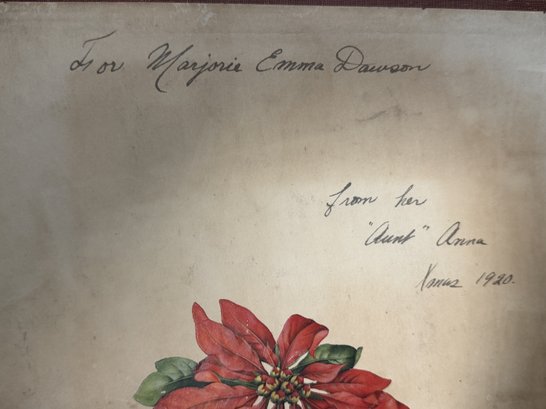 For Marjorie Emma Dawson
from her
"Aunt" Anna
Xmas 1920.